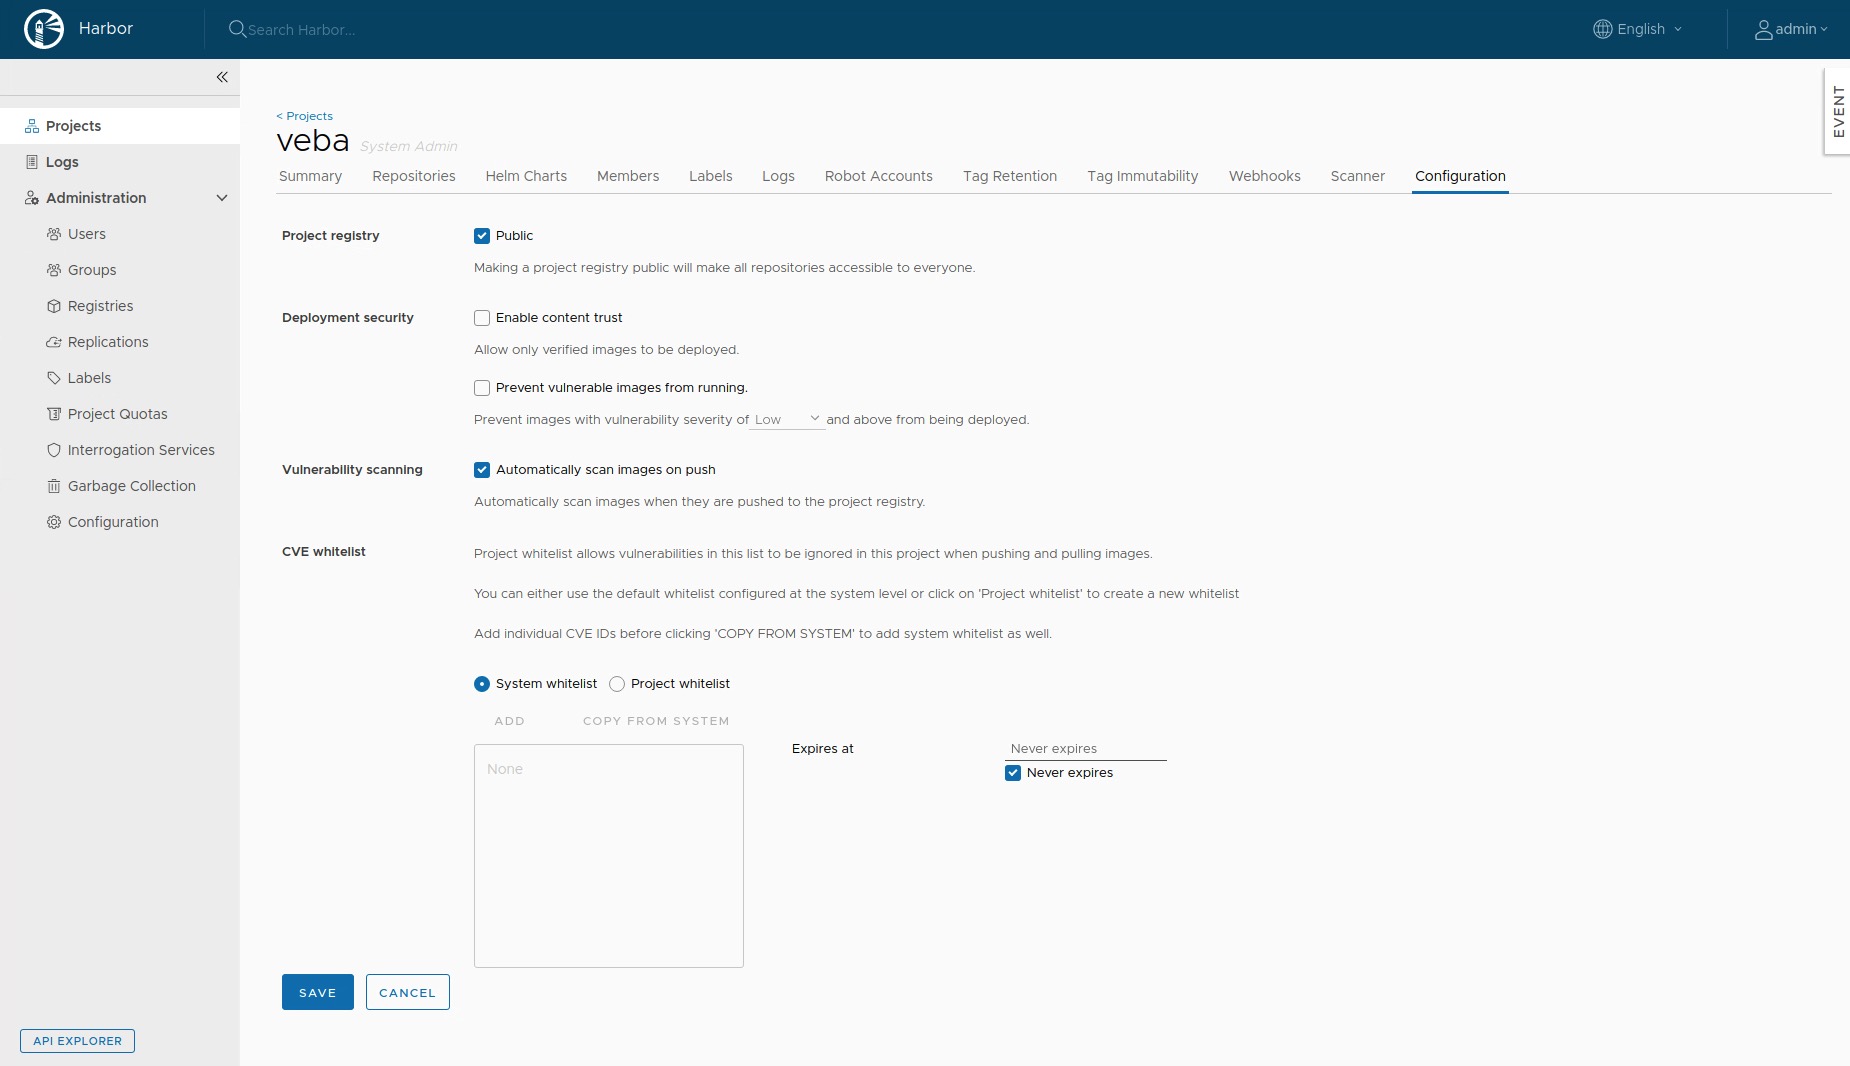 Harbor
Search Harbor...
English
admin
EVENT
Projects
Logs
Administration
Users
Groups
Registries
Replications
Labels
Project Quotas
Interrogation Services
Garbage Collection
Configuration
API EXPLORER
< Projects
veba System Admin
Summary Repositories Helm Charts Members Labels Logs Robot Accounts Tag Retention Tag Immutability Webhooks Scanner Configuration
Project registry Public
Making a project registry public will make all repositories accessible to everyone.
Deployment security Enable content trust
Allow only verified images to be deployed.
Prevent vulnerable images from running.
Prevent images with vulnerability severity of Low and above from being deployed.
Vulnerability scanning Automatically scan images on push
Automatically scan images when they are pushed to the project registry.
CVE whitelist Project whitelist allows vulnerabilities in this list to be ignored in this project when pushing and pulling images.
You can either use the default whitelist configured at the system level or click on 'Project whitelist' to create a new whitelist
Add individual CVE IDs before clicking 'COPY FROM SYSTEM' to add system whitelist as well.
System whitelist Project whitelist
ADD COPY FROM SYSTEM
None
Expires at Never expires
Never expires
SAVE CANCEL